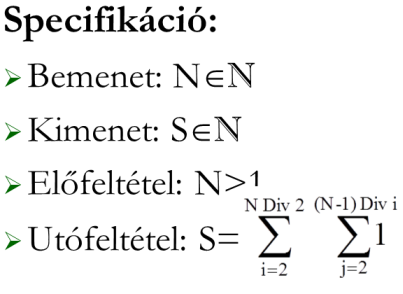 Specifikáció:
➢ Bemenet: N∈ℕ
➢ Kimenet: S∈ℕ
➢ Előfeltétel: N>1
N Div 2 (N-1) Div i
➢ Utófeltétel: S= ∑ ∑1
i=2 j=2